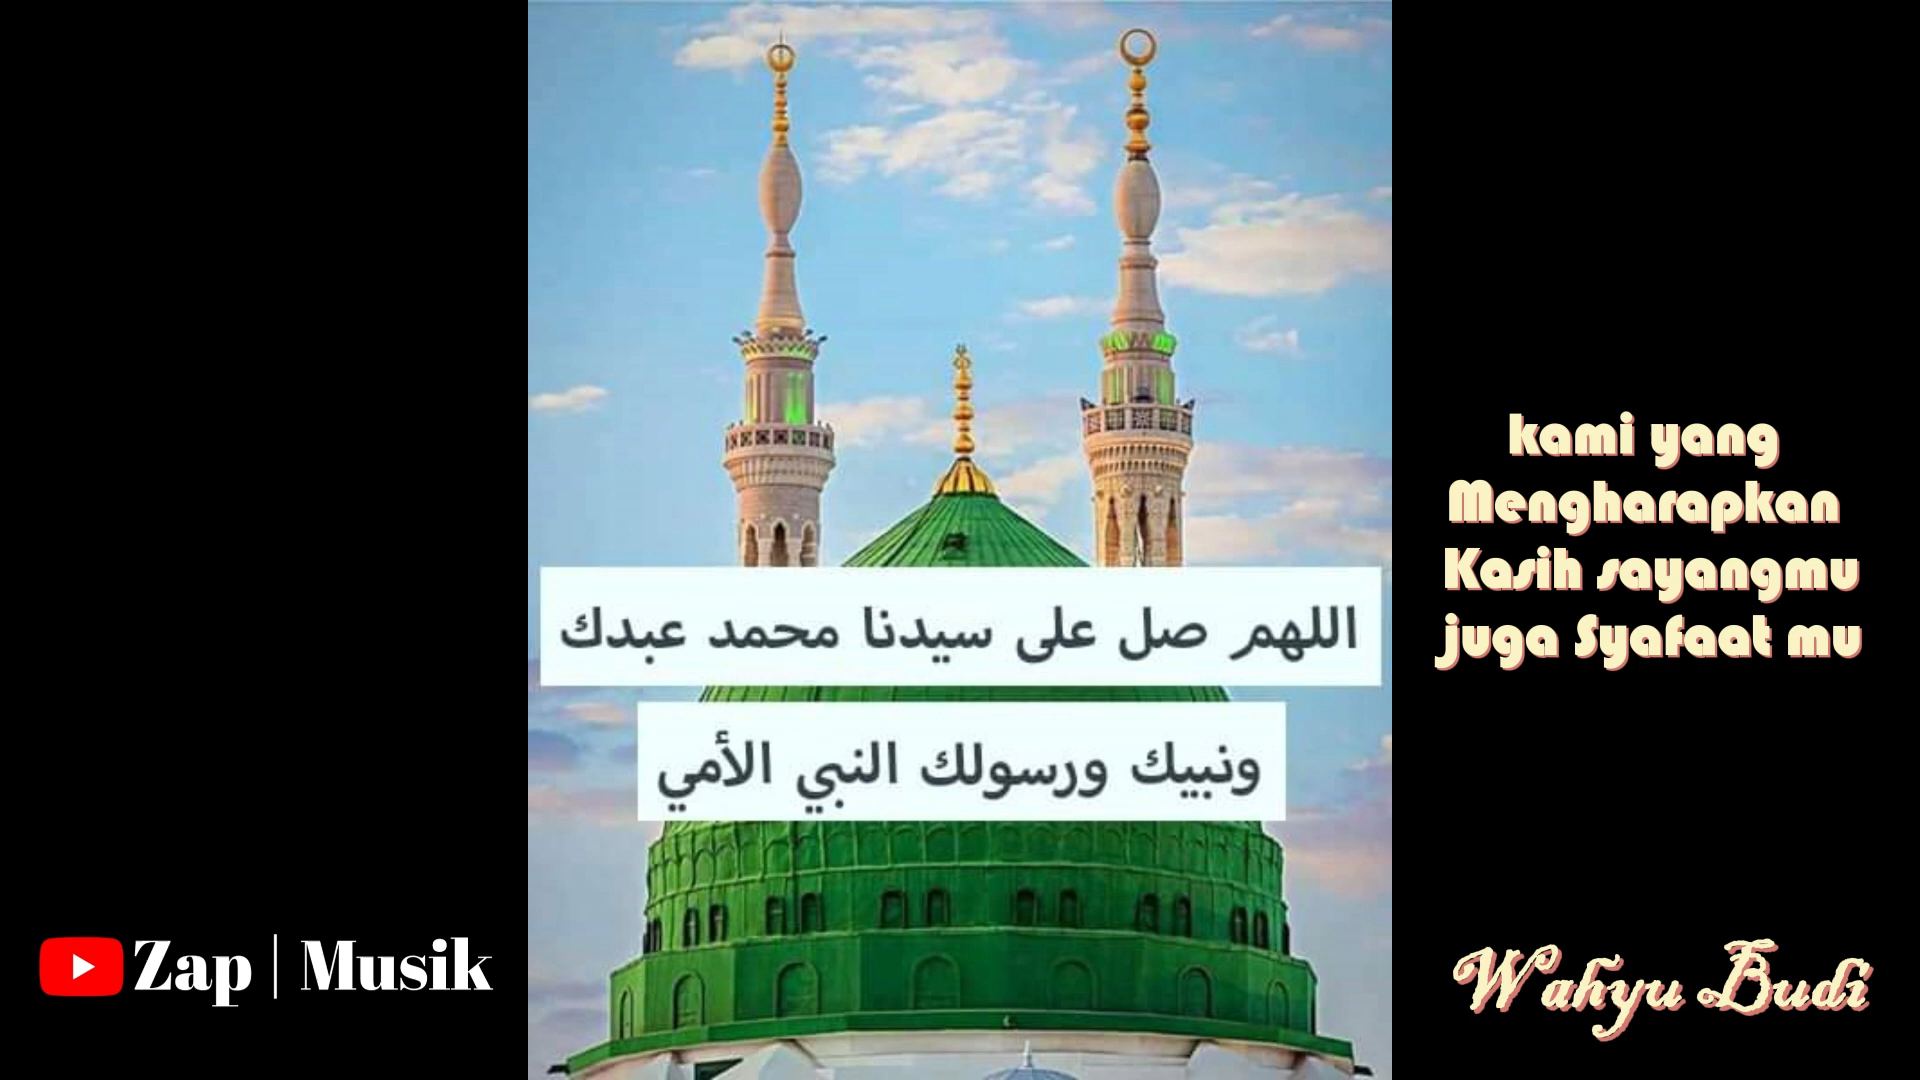 اللهم صل على سيدنا محمد عبدك
ونبيك ورسولك النبي الأمي
kami yang
Mengharapkan
Kasih sayangmu
juga Syafaat mu
Zap | Musik
Wahyu Budi